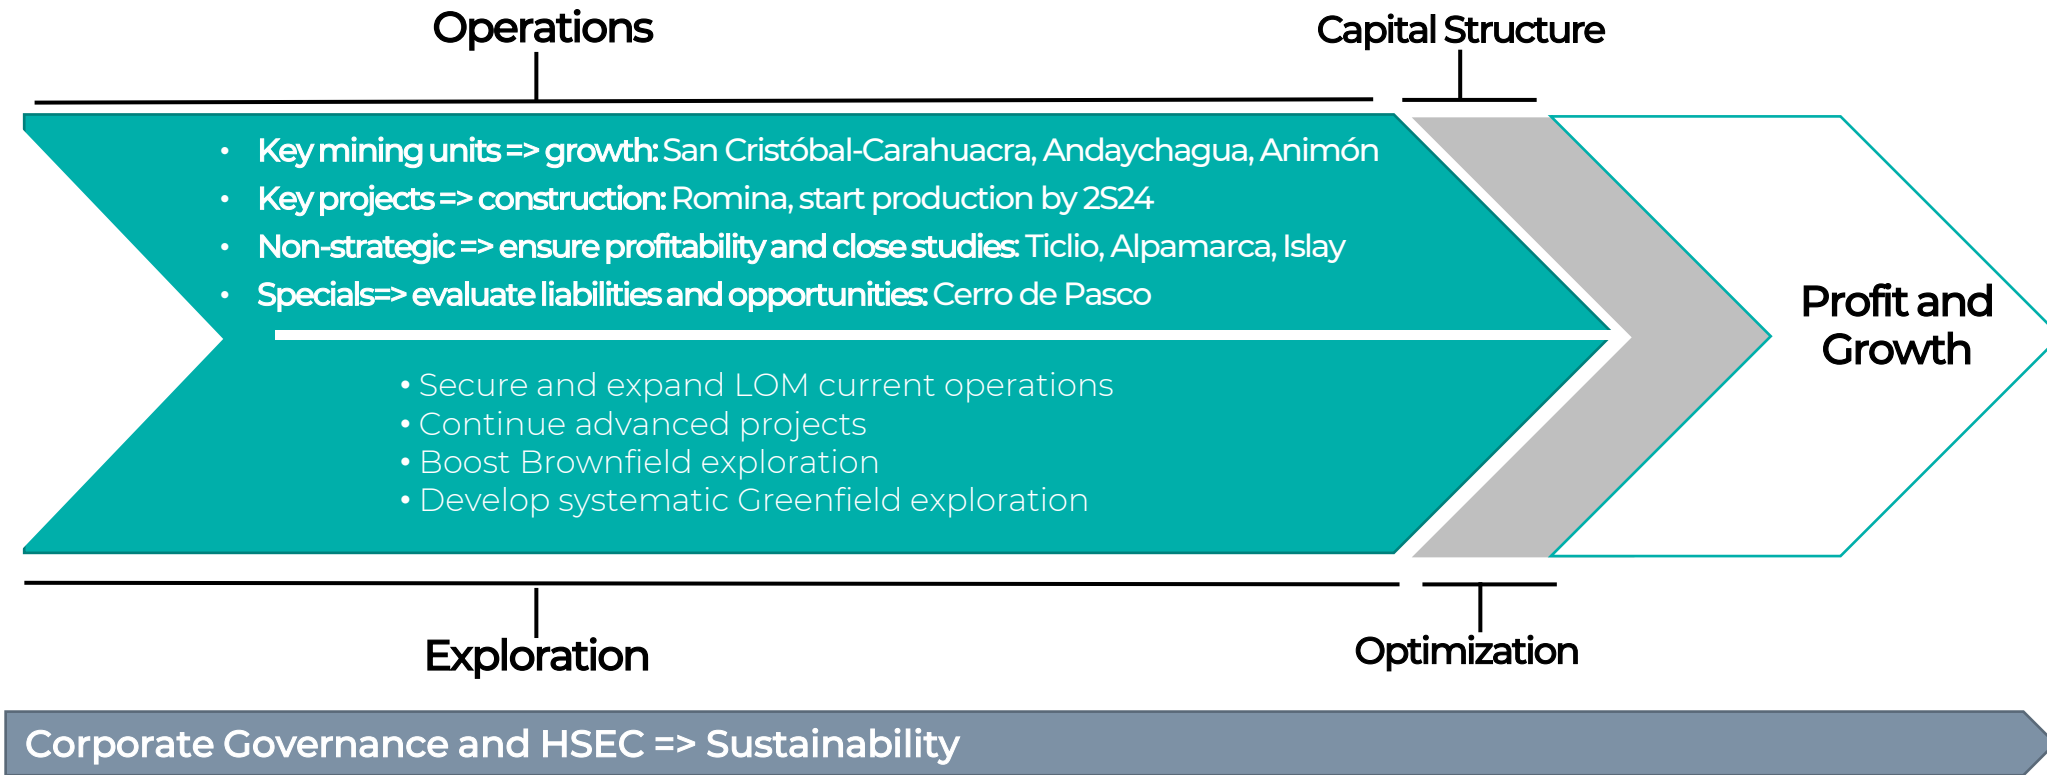 Operations
Capital Structure
• Key mining units => growth: San Cristóbal-Carahuacra, Andaychagua, Animón
• Key projects => construction: Romina, start production by 2S24
• Non-strategic => ensure profitability and close studies: Ticlio, Alpamarca, Islay
• Specials=> evaluate liabilities and opportunities: Cerro de Pasco
• Secure and expand LOM current operations
• Continue advanced projects
• Boost Brownfield exploration
• Develop systematic Greenfield exploration
Profit and
Growth
Exploration
Optimization
Corporate Governance and HSEC => Sustainability